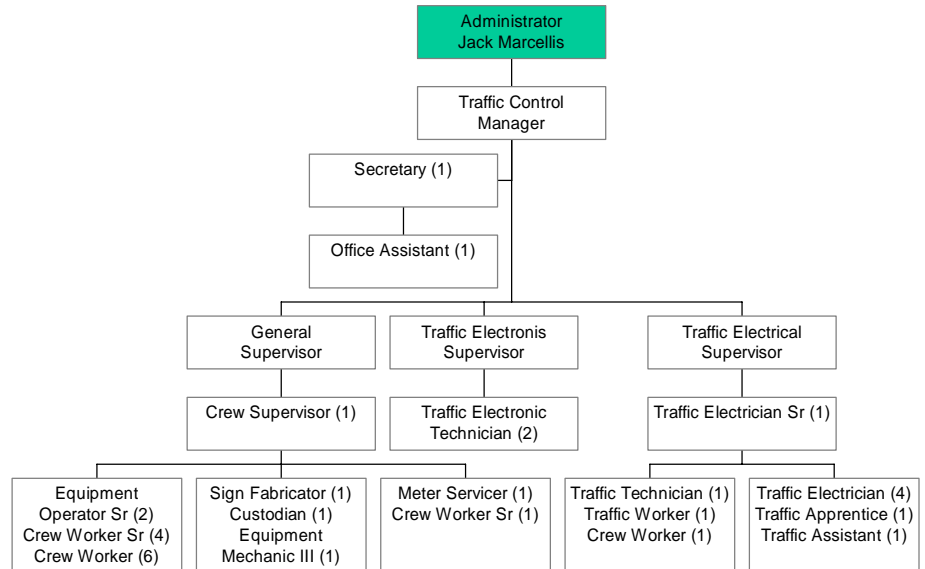 Administrator
Jack Marcellis
Traffic Control
Manager
Secretary (1)
Office Assistant (1)
General
Supervisor
Traffic Electronis
Supervisor
Traffic Electrical
Supervisor
Crew Supervisor (1)
Traffic Electronic
Technician (2)
Traffic Electrician Sr (1)
Equipment
Operator Sr (2)
Crew Worker Sr (4)
Crew Worker (6)
Sign Fabricator (1)
Custodian (1)
Equipment
Mechanic III (1)
Meter Servicer (1)
Crew Worker Sr (1)
Traffic Technician (1)
Traffic Worker (1)
Crew Worker (1)
Traffic Electrician (4)
Traffic Apprentice (1)
Traffic Assistant (1)